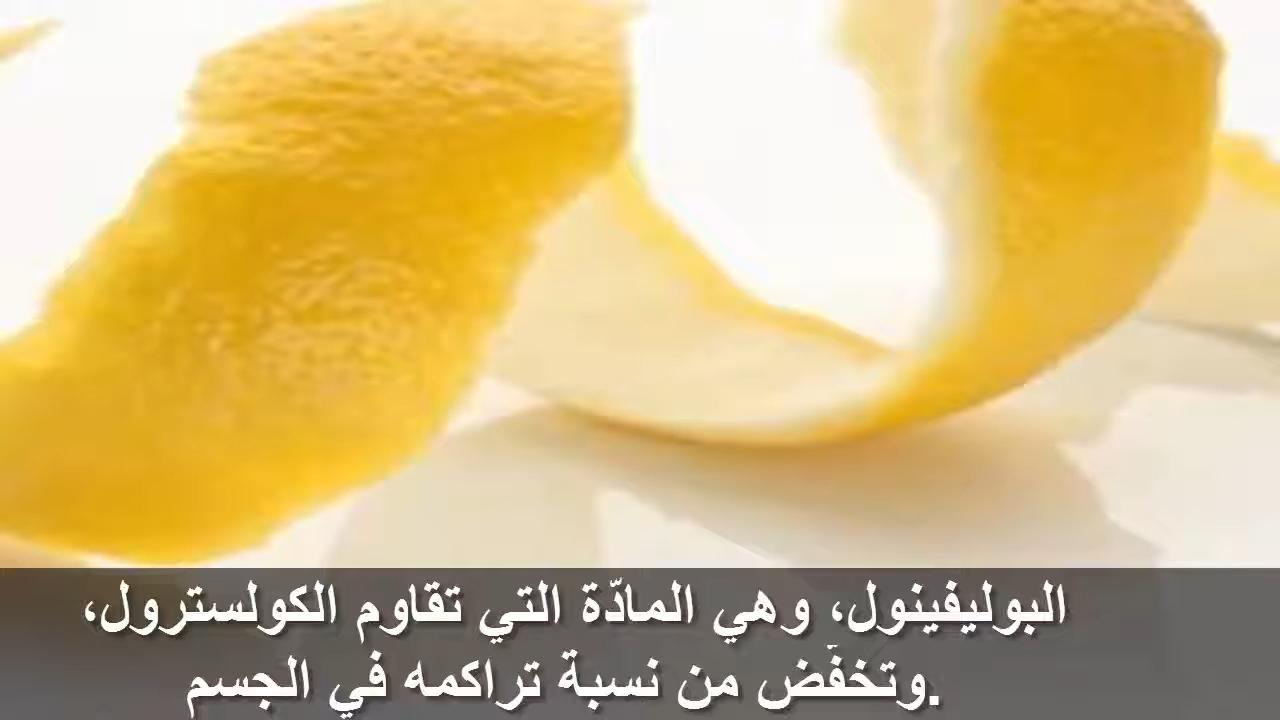 البوليفينول، وهي المادّة التي تقاوم الكولسترول،
وتخفّض من نسبة تراكمه في الجسم.